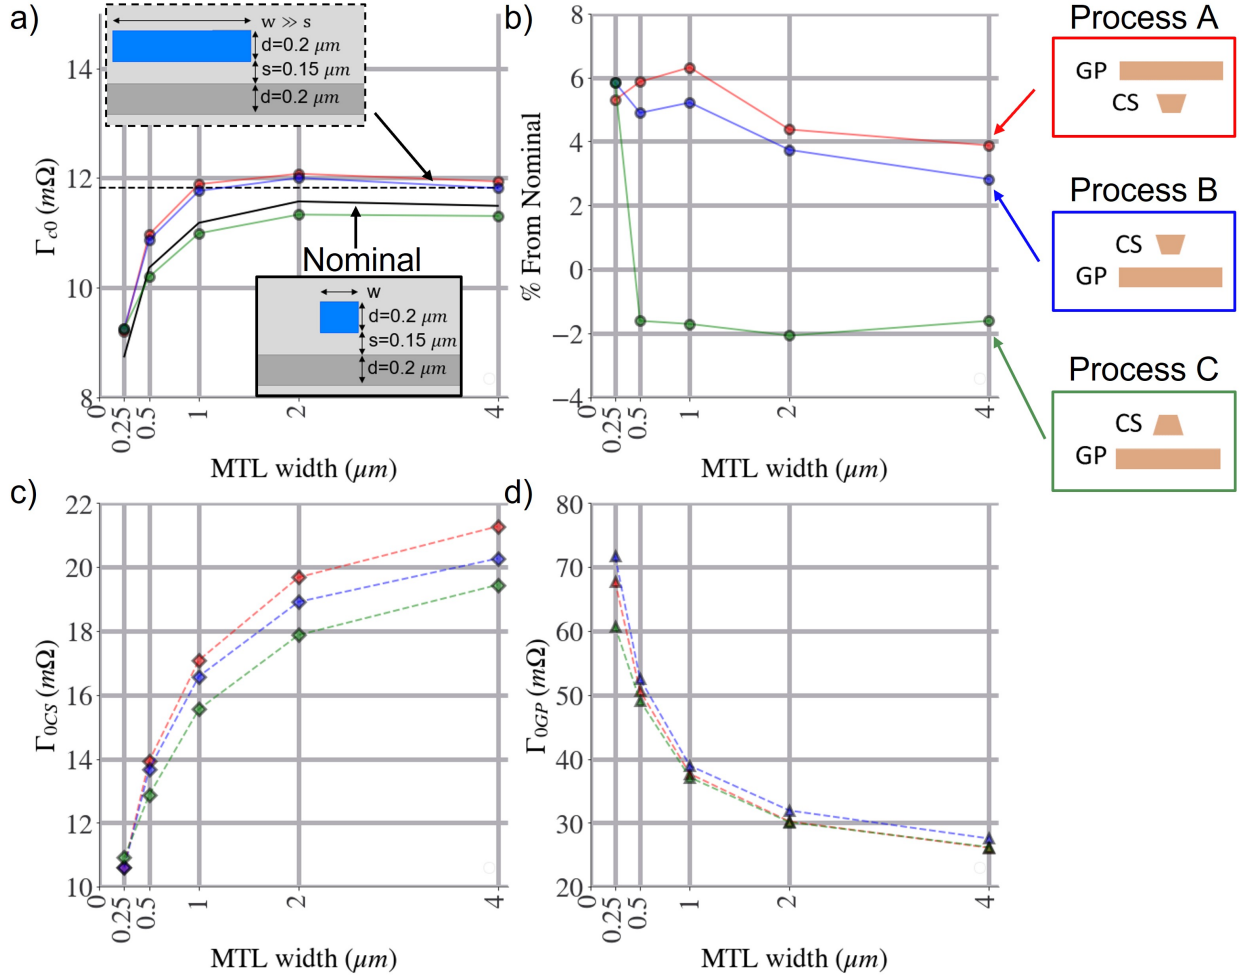 a)
w ≫ s
d=0.2 μm
s=0.15 μm
d=0.2 μm
14
12
10
8
Γc0 (mΩ)
Nominal
w
d=0.2 μm
s=0.15 μm
d=0.2 μm
0
0.25
0.5
1
2
4
MTL width (μm)
b)
8
6
4
2
0
−2
−4
% From Nominal
0
0.25
0.5
1
2
4
MTL width (μm)
Process A
GP
CS
Process B
CS
GP
Process C
CS
GP
c)
22
20
18
16
14
12
10
Γ0CS (mΩ)
0
0.25
0.5
1
2
4
MTL width (μm)
d)
80
70
60
50
40
30
20
Γ0GP (mΩ)
0
0.25
0.5
1
2
4
MTL width (μm)